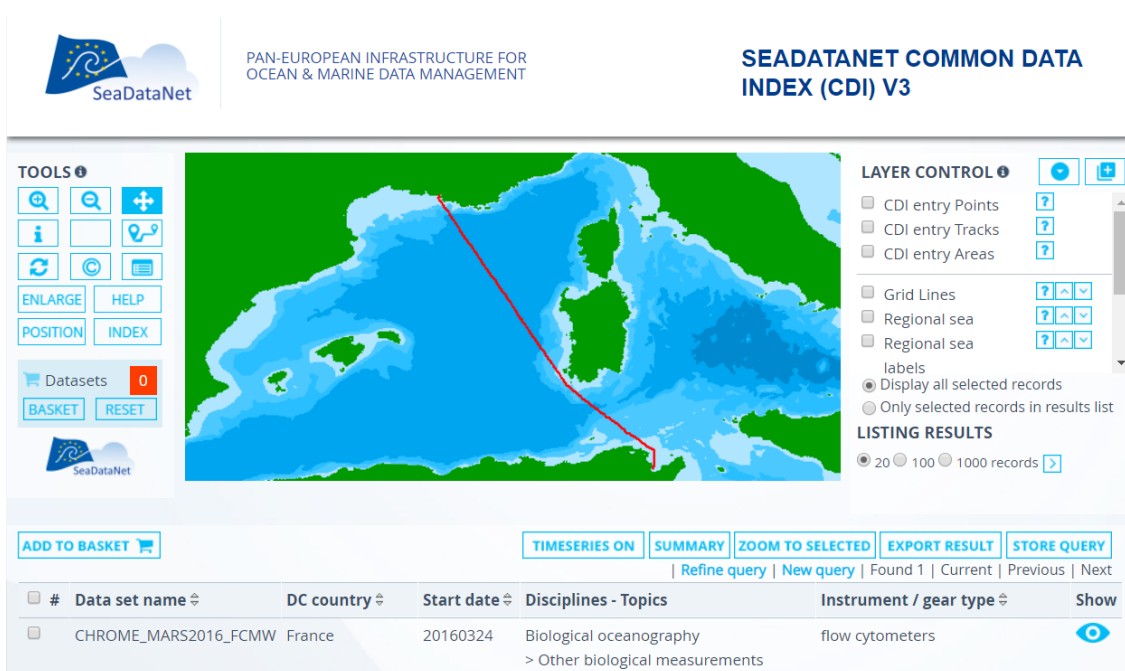 SeaDataNet
PAN-EUROPEAN INFRASTRUCTURE FOR
OCEAN & MARINE DATA MANAGEMENT
SEADATANET COMMON DATA
INDEX (CDI) V3
TOOLS
ENLARGE HELP
POSITION INDEX
Datasets 0
BASKET RESET
SeaDataNet
LAYER CONTROL
CDI entry Points ?
CDI entry Tracks ?
CDI entry Areas ?
Grid Lines ?
Regional sea ?
Regional sea ?
labels
Display all selected records
Only selected records in results list
LISTING RESULTS
20 100 1000 records
ADD TO BASKET
TIMESERIES ON SUMMARY ZOOM TO SELECTED EXPORT RESULT STORE QUERY
| Refine query | New query | Found 1 | Current | Previous | Next
# Data set name DC country Start date Disciplines - Topics Instrument / gear type Show
CHROME_MARS2016_FCMW France 20160324 Biological oceanography flow cytometers
> Other biological measurements